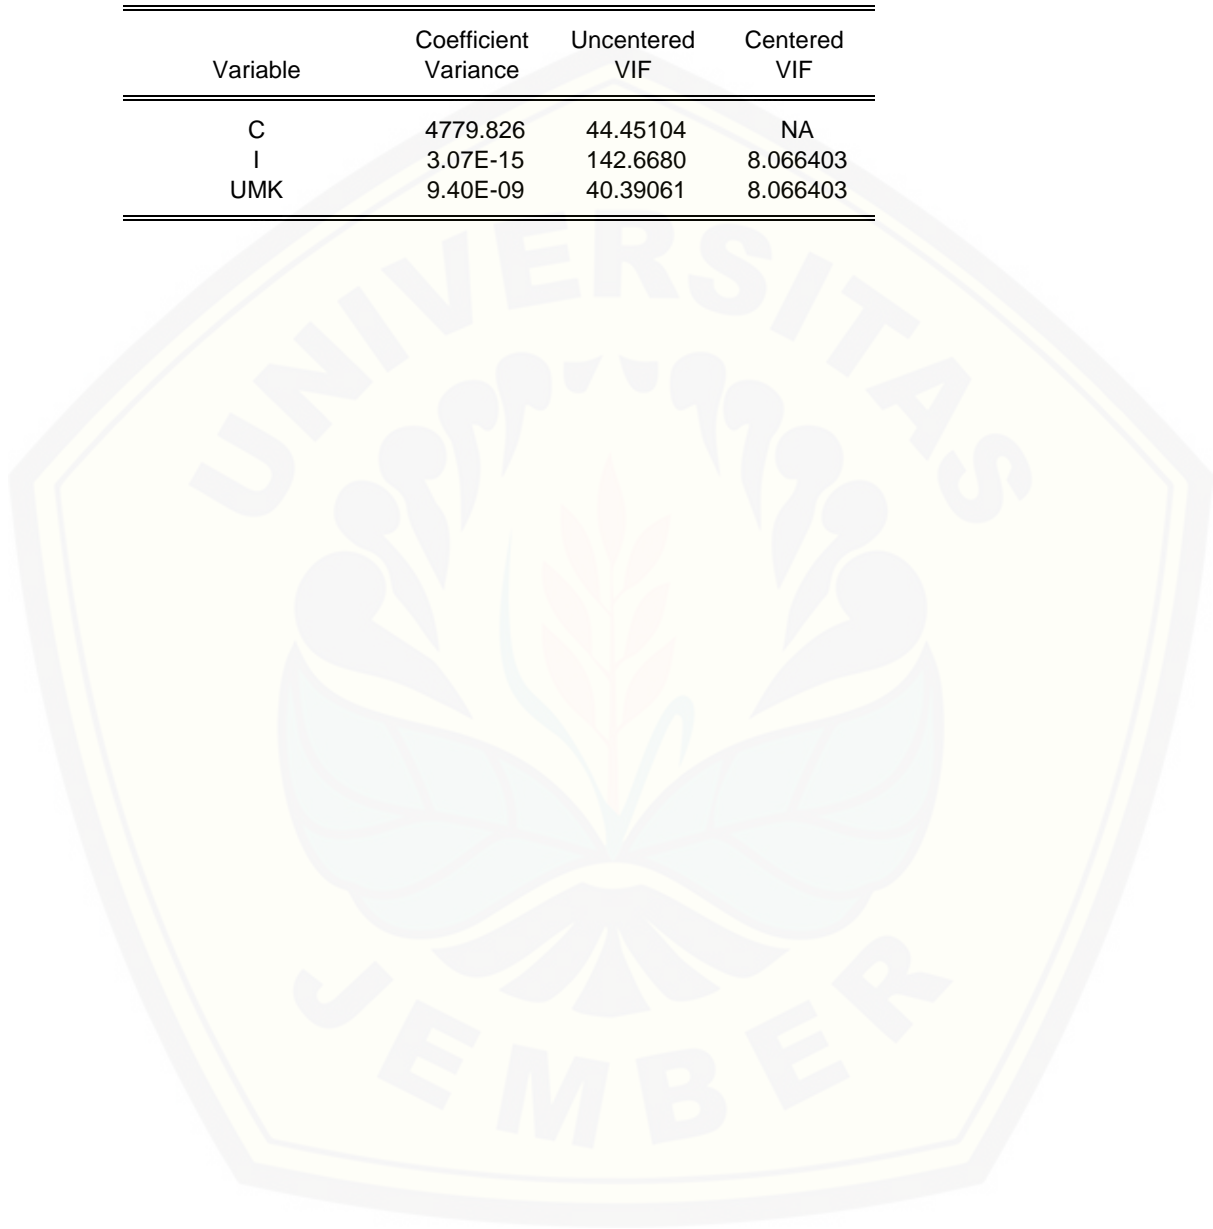 Coefficient Uncentered Centered
Variable Variance VIF VIF
C 4779.826 44.45104 NA
I 3.07E-15 142.6680 8.066403
UMK 9.40E-09 40.39061 8.066403
UNIVERSITAS
JEMBER